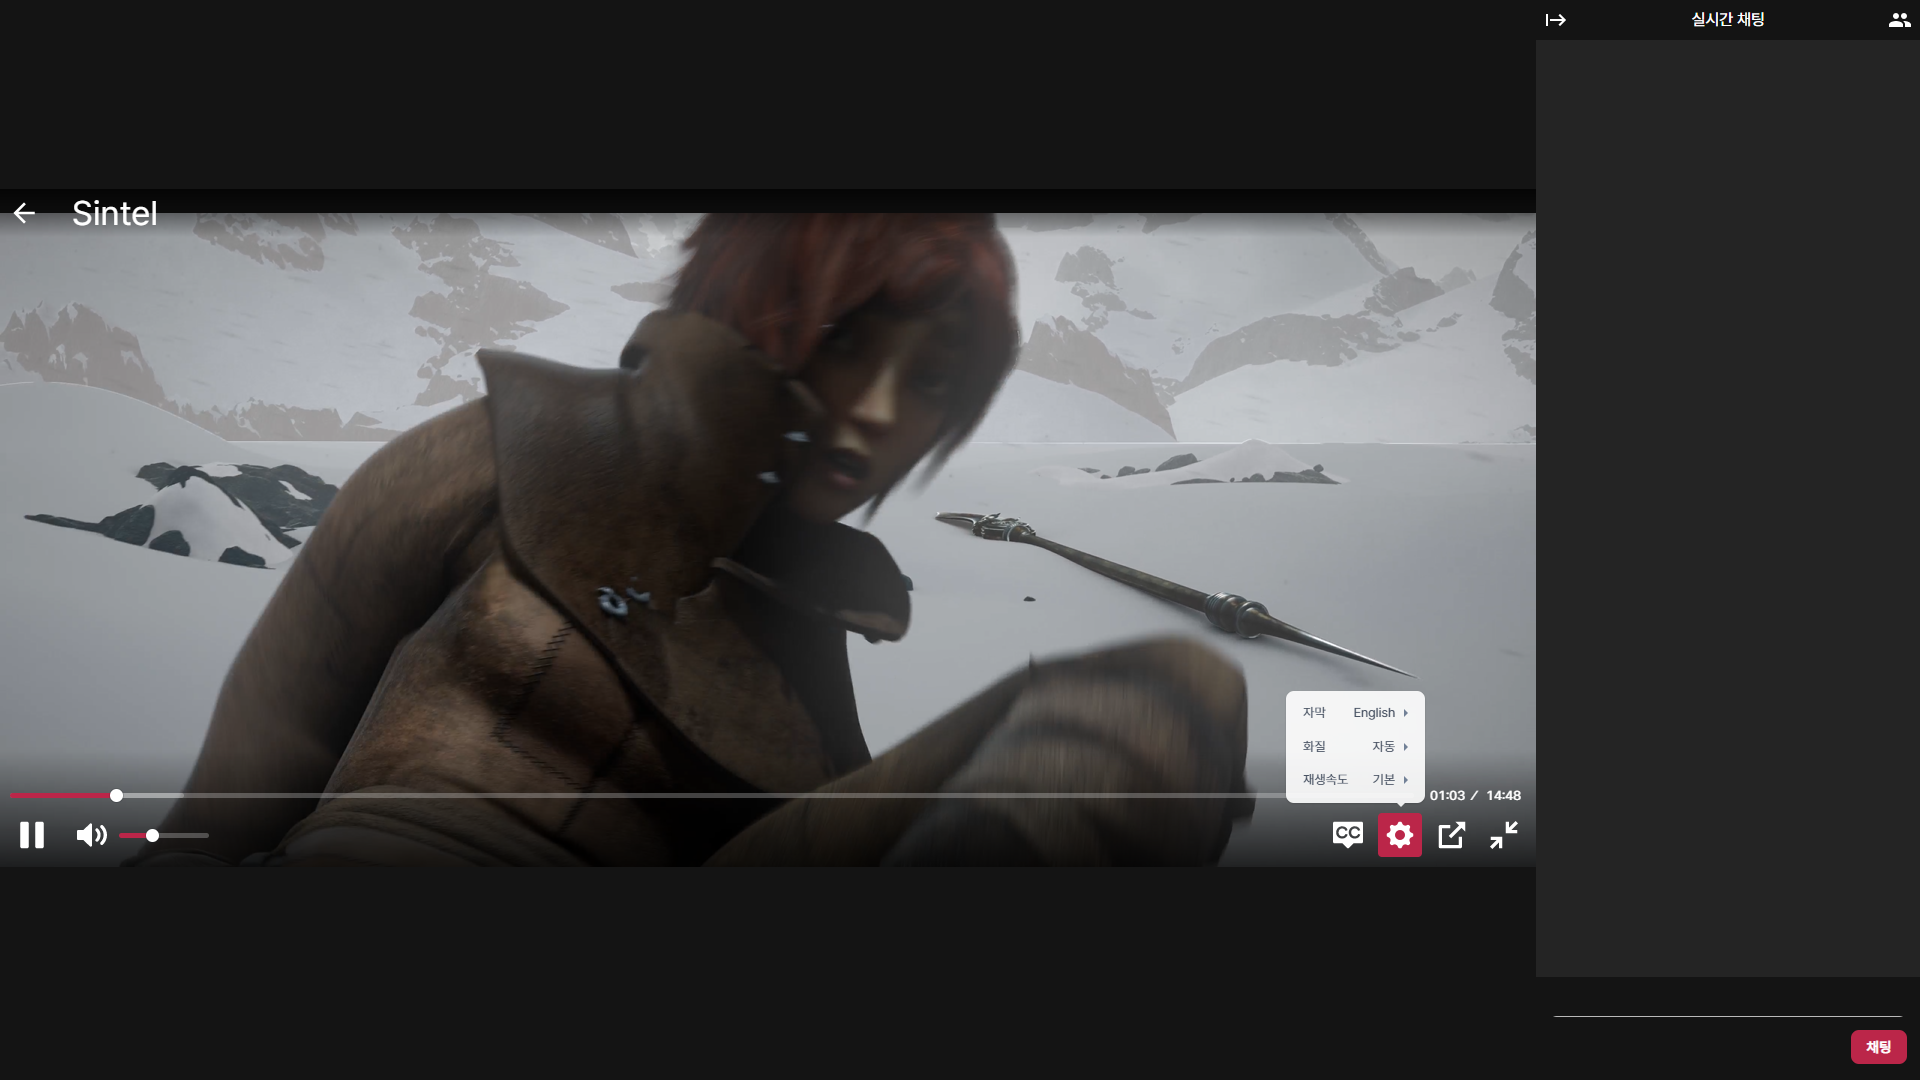 실시간 채팅
Sintel
자막 English
화질 자동
재생속도 기본
01:03 / 14:48
CC
채팅